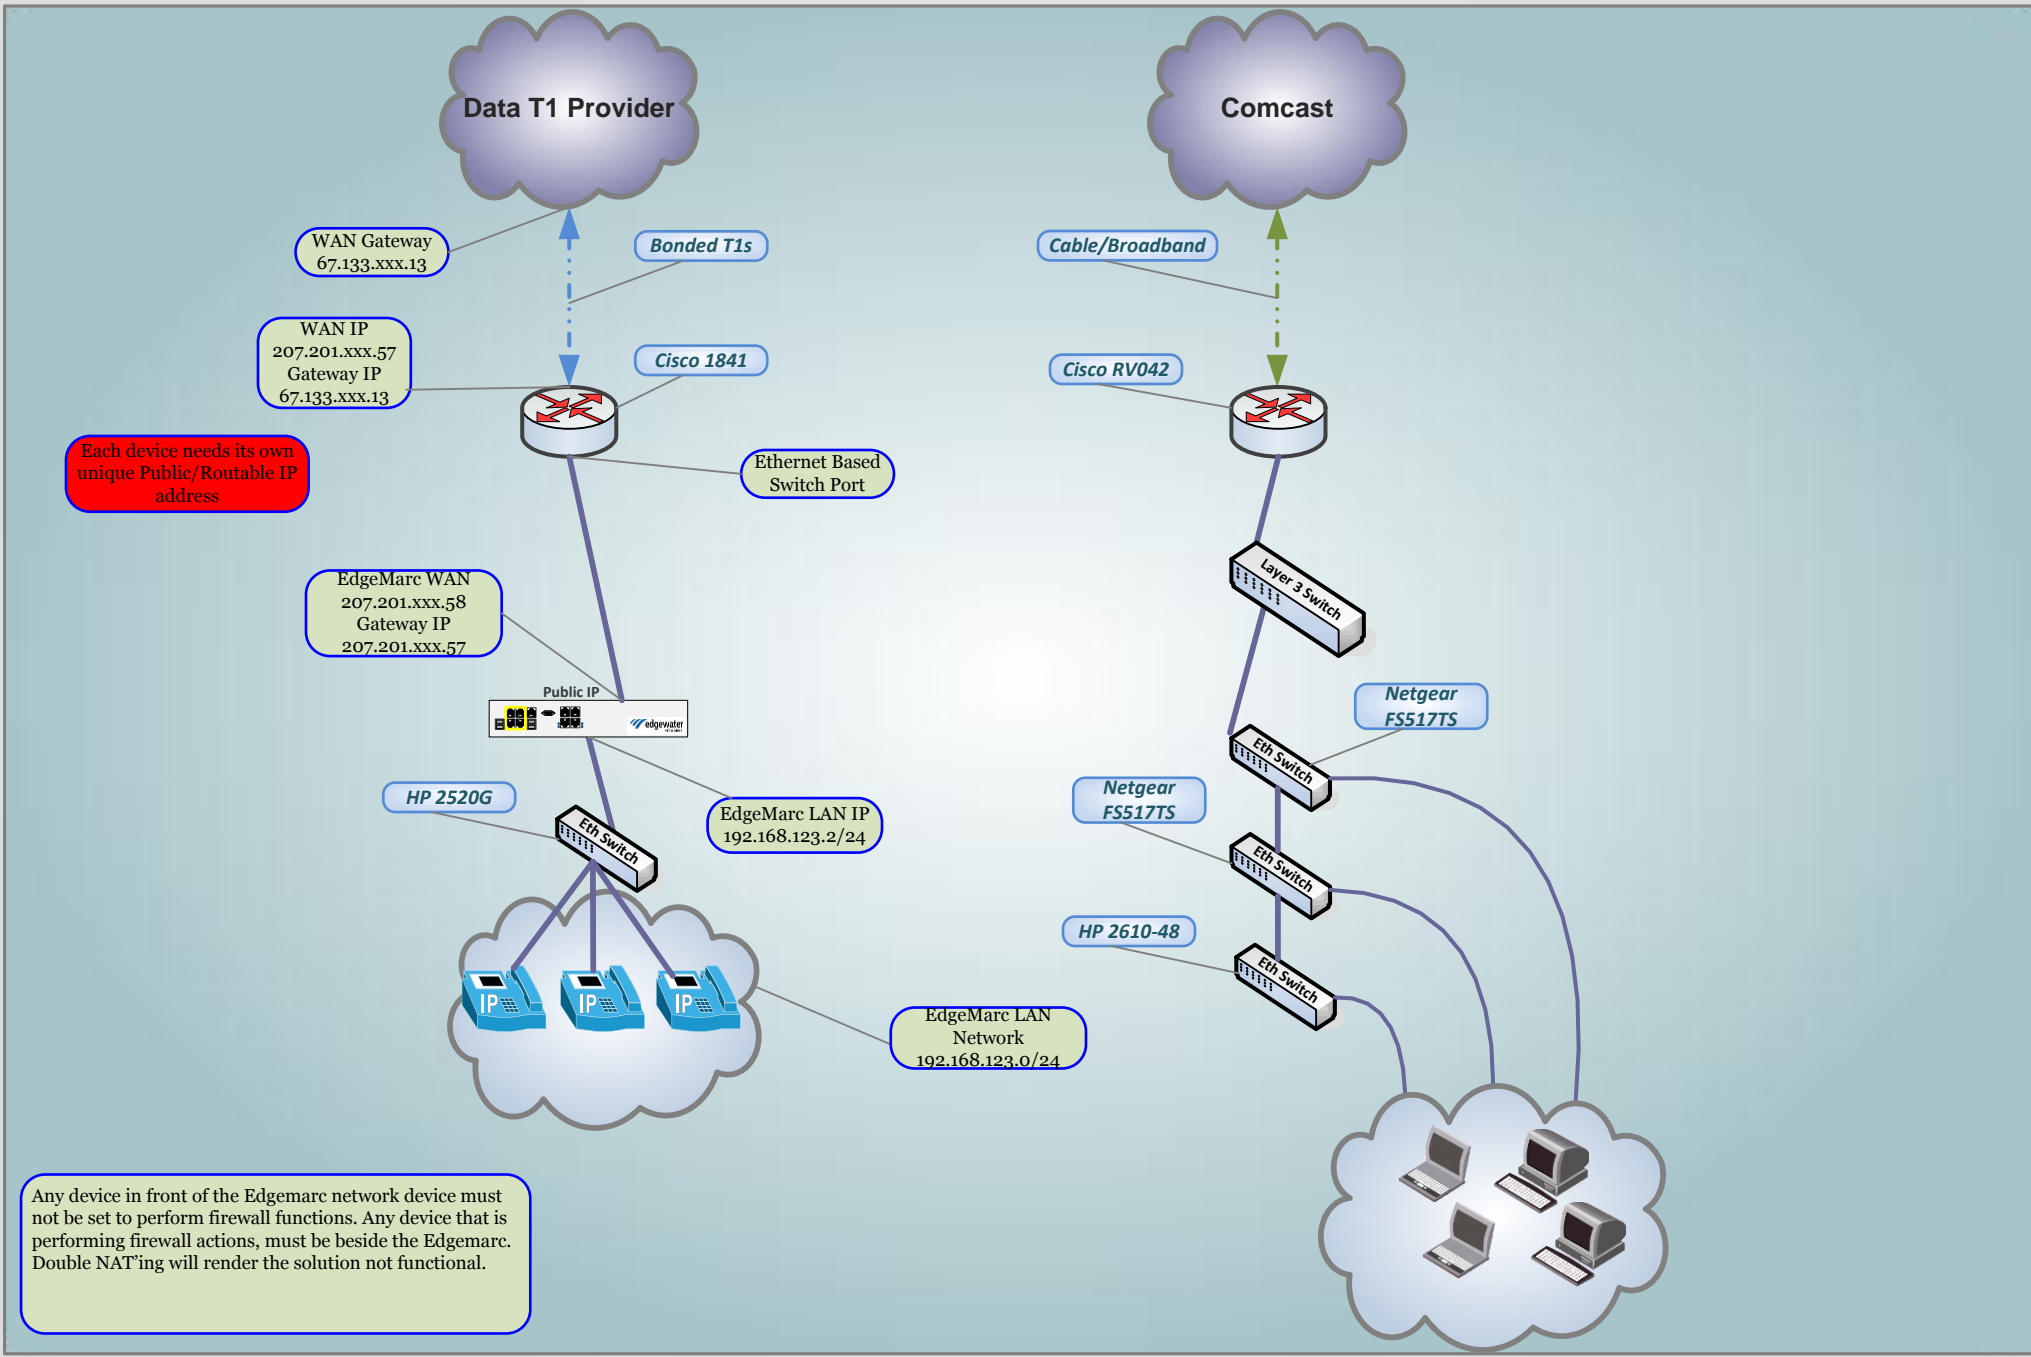 Data T1 Provider
Comcast
WAN Gateway
67.133.xxx.13
Bonded T1s
Cable/Broadband
WAN IP
207.201.xxx.57
Gateway IP
67.133.xxx.13
Cisco 1841
Cisco RV042
Each device needs its own
unique Public/Routable IP
address
Ethernet Based
Switch Port
EdgeMarc WAN
207.201.xxx.58
Gateway IP
207.201.xxx.57
Layer 3 Switch
Public IP
edgewater
Netgear
FS517TS
Eth Switch
HP 2520G
EdgeMarc LAN IP
192.168.123.2/24
Eth Switch
Netgear
FS517TS
Eth Switch
HP 2610-48
Eth Switch
IP
IP
IP
EdgeMarc LAN
Network
192.168.123.0/24
Any device in front of the Edgemarc network device must
not be set to perform firewall functions. Any device that is
performing firewall actions, must be beside the Edgemarc.
Double NAT'ing will render the solution not functional.